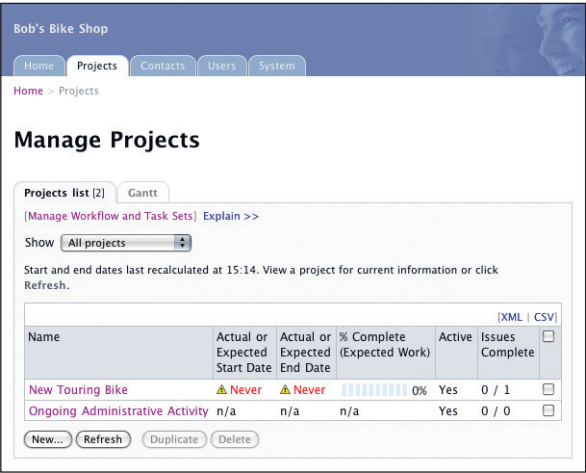 Bob's Bike Shop
Home Projects Contacts Users System
Home > Projects
Manage Projects
Projects list [2] Gantt
[Manage Workflow and Task Sets] Explain >>
Show All projects
Start and end dates last recalculated at 15:14. View a project for current information or click
Refresh.
[XML | CSV]
Name Actual or Expected Start Date Actual or Expected End Date % Complete (Expected Work) Active Issues Complete
New Touring Bike Never Never 0% Yes 0 / 1
Ongoing Administrative Activity n/a n/a n/a Yes 0 / 0
New... Refresh Duplicate Delete